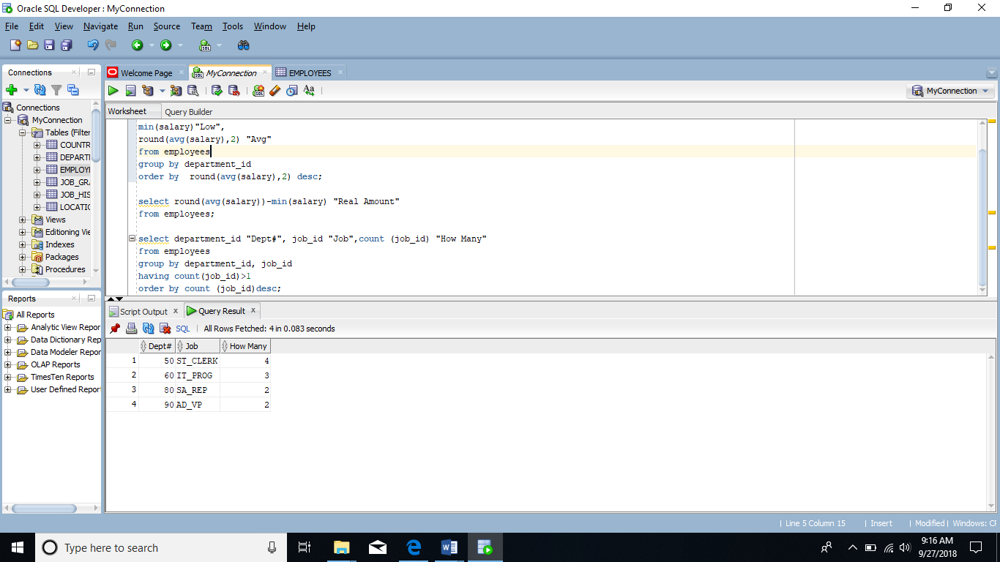 Oracle SQL Developer : MyConnection
File Edit View Navigate Run Source Team Tools Window Help
Connections
Welcome Page
MyConnection
EMPLOYEES
MyConnection
Connections
MyConnection
Tables (Filter
COUNTR
DEPARTI
EMPLOYI
JOB_GRA
JOB_HIS
LOCATIC
Views
Editioning Vie
Indexes
Packages
Procedures
Worksheet Query Builder
min(salary)"Low",
round(avg(salary),2) "Avg"
from employees
group by department_id
order by  round(avg(salary),2) desc;
select round(avg(salary))-min(salary) "Real Amount"
from employees;
select department_id "Dept#", job_id "Job",count (job_id) "How Many"
from employees
group by department_id, job_id
having count(job_id)>1
order by count (job_id)desc;
Reports
All Reports
Analytic View Repor
Data Dictionary Rep
Data Modeler Repor
OLAP Reports
TimesTen Reports
User Defined Repor
Script Output x Query Result x
SQL | All Rows Fetched: 4 in 0.083 seconds
Dept# Job How Many
1 50 ST_CLERK 4
2 60 IT_PROG 3
3 80 SA_REP 2
4 90 AD_VP 2
| Line 5 Column 15 | Insert | Modified | Windows: CF
Type here to search
9:16 AM
9/27/2018